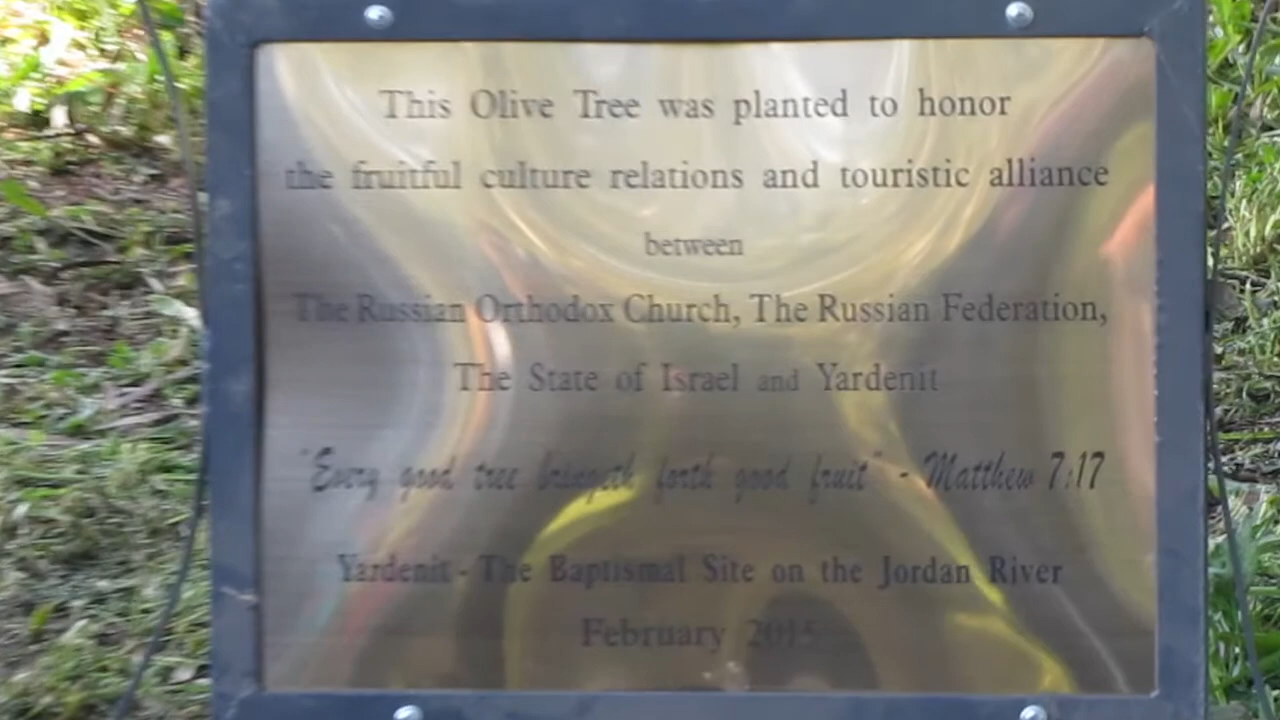 This Olive Tree was planted to honor
the fruitful culture relations and touristic alliance
between
The Russian Orthodox Church, The Russian Federation,
The State of Israel and Yardenit
"Every good tree bringeth forth good fruit" - Matthew 7:17
Yardenit - The Baptismal Site on the Jordan River
February 2015